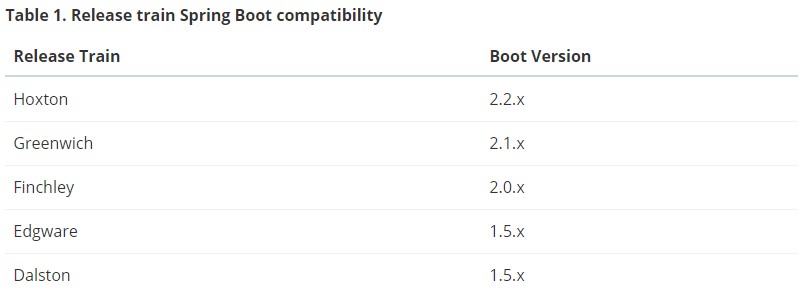 Table 1. Release train Spring Boot compatibility
Release Train Boot Version
Hoxton 2.2.x
Greenwich 2.1.x
Finchley 2.0.x
Edgware 1.5.x
Dalston 1.5.x